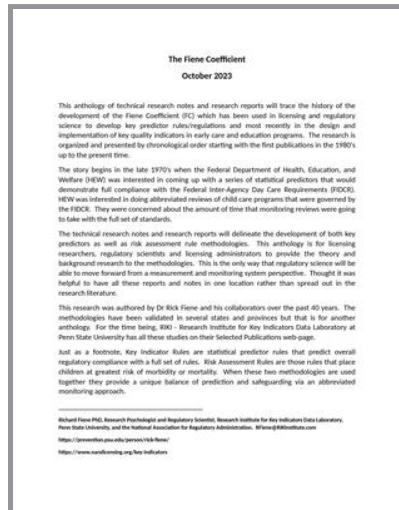 The Fiene Coefficient
October 2023
This anthology of technical research notes and research reports will trace the history of the
development of the Fiene Coefficient (FC) which has been used in licensing and regulatory
science to develop key predictor rules/regulations and most recently in the design and
implementation of key quality indicators in early care and education programs. The research is
organized and presented by chronological order starting with the first publications in the 1980's
up to the present time.
The story begins in the late 1970's when the Federal Department of Health, Education, and
Welfare (HEW) was interested in coming up with a series of statistical predictors that would
demonstrate full compliance with the Federal Inter-Agency Day Care Requirements (FIDCR).
HEW was interested in doing abbreviated reviews of child care programs that were governed by
the FIDCR. They were concerned about the amount of time that monitoring reviews were going
to take with the full set of standards.
The technical research notes and research reports will delineate the development of both key
predictors as well as risk assessment rule methodologies. This anthology is for licensing
researchers, regulatory scientists and licensing administrators to provide the theory and
background research to the methodologies. This is the only way that regulatory science will be
able to move forward from a measurement and monitoring system perspective. Thought it was
helpful to have all these reports and notes in one location rather than spread out in the
research literature.
This research was authored by Dr Rick Fiene and his collaborators over the past 40 years. The
methodologies have been validated in several states and provinces but that is for another
anthology. For the time being, RIKI - Research Institute for Key Indicators Data Laboratory at
Penn State University has all these studies on their Selected Publications web-page.
Just as a footnote, Key Indicator Rules are statistical predictor rules that predict overall
regulatory compliance with a full set of rules. Risk Assessment Rules are those rules that place
children at greatest risk of morbidity or mortality. When these two methodologies are used
together they provide a unique balance of prediction and safeguarding via an abbreviated
monitoring approach.
Richard Fiene PhD, Research Psychologist and Regulatory Scientist, Research Institute for Key Indicators Data Laboratory,
Penn State University, and the National Association for Regulatory Administration. RFiene@RIKInstitute.com
https://prevention.psu.edu/person/rick-fiene/
https://www.naralicensing.org/key-indicators